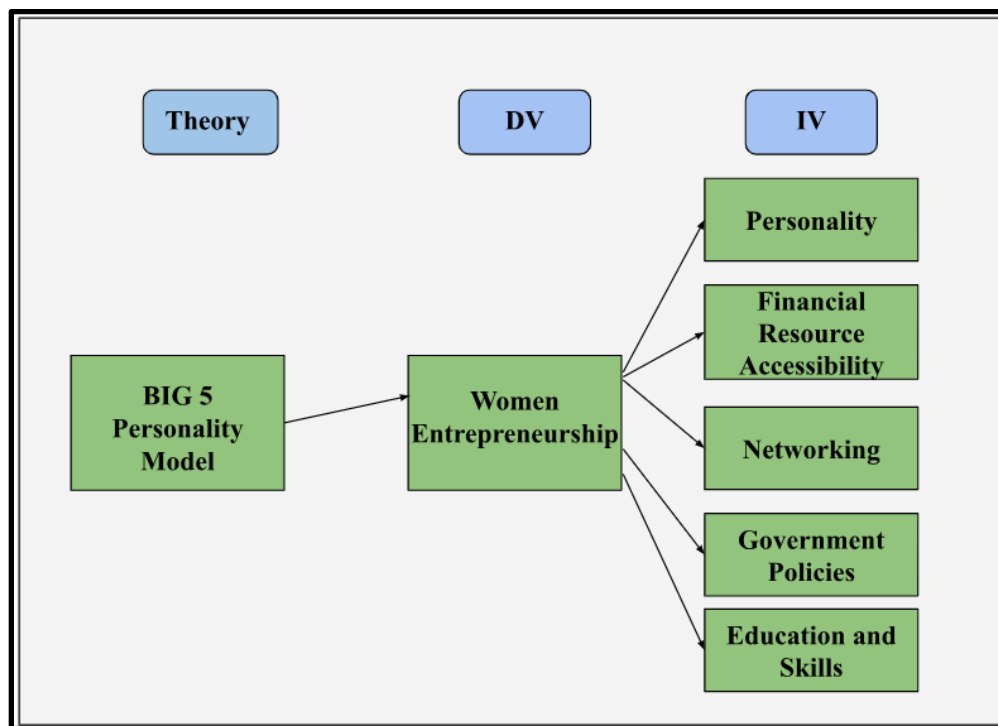 Theory
DV
IV
BIG 5
Personality
Model
Women
Entrepreneurship
Personality
Financial
Resource
Accessibility
Networking
Government
Policies
Education and
Skills